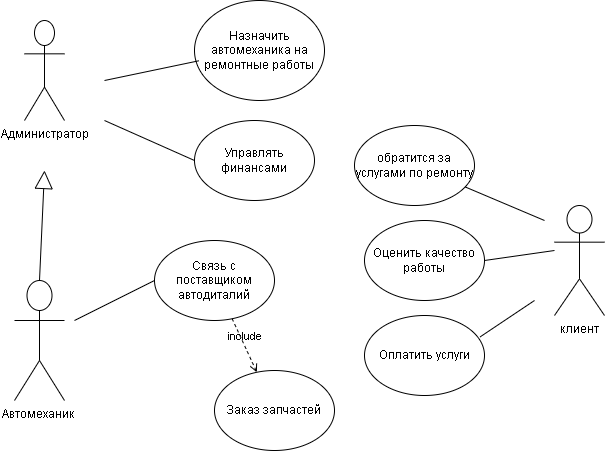 Назначить
автомеханика на
ремонтные работы
Администратор
Управлять
финансами
обратится за
услугами по ремонту
Связь с
поставщиком
автодиталий
Оценить качество
работы
клиент
include
Оплатить услуги
Автомеханик
Заказ запчастей